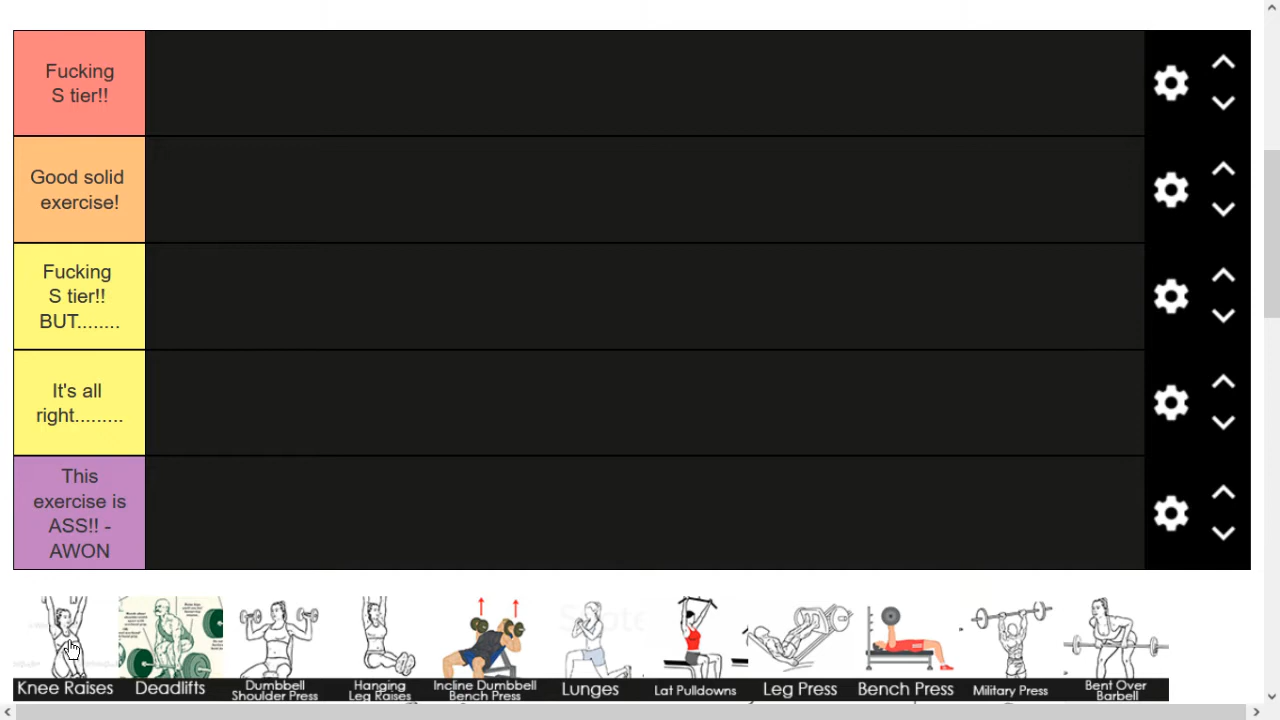 Fucking
S tier!!
Good solid
exercise!
Fucking
S tier!!
BUT........
It's all
right.........
This
exercise is
ASS!! -
AWON
Knee Raises
Deadlifts
Dumbbell
Shoulder Press
Hanging
Leg Raises
Incline Dumbbell
Bench Press
Lunges
Lat Pulldowns
Leg Press
Bench Press
Military Press
Bent Over
Barbell